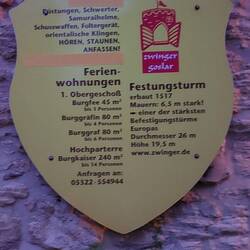 Rüstungen, Schwerter,
Samuraihelme,
Schusswaffen, Foltergerät,
orientalische Klingen,
HÖREN, STAUNEN,
ANFASSEN!
zwinger
goslar
Ferien-
wohnungen
1. Obergeschoß
Burgfee 45 m²
bis 3 Personen
Burggräfin 80 m²
bis 6 Personen
Burggraf 80 m²
bis 6 Personen
Hochparterre
Burgkaiser 240 m²
bis 14 Personen
Anfragen an:
05322-554944
Festungsturm
erbaut 1517
Mauern: 6,5 m stark!
einer der stärksten
Befestigungstürme
Europas
Durchmesser 26 m
Höhe 19,5 m
www.zwinger.de